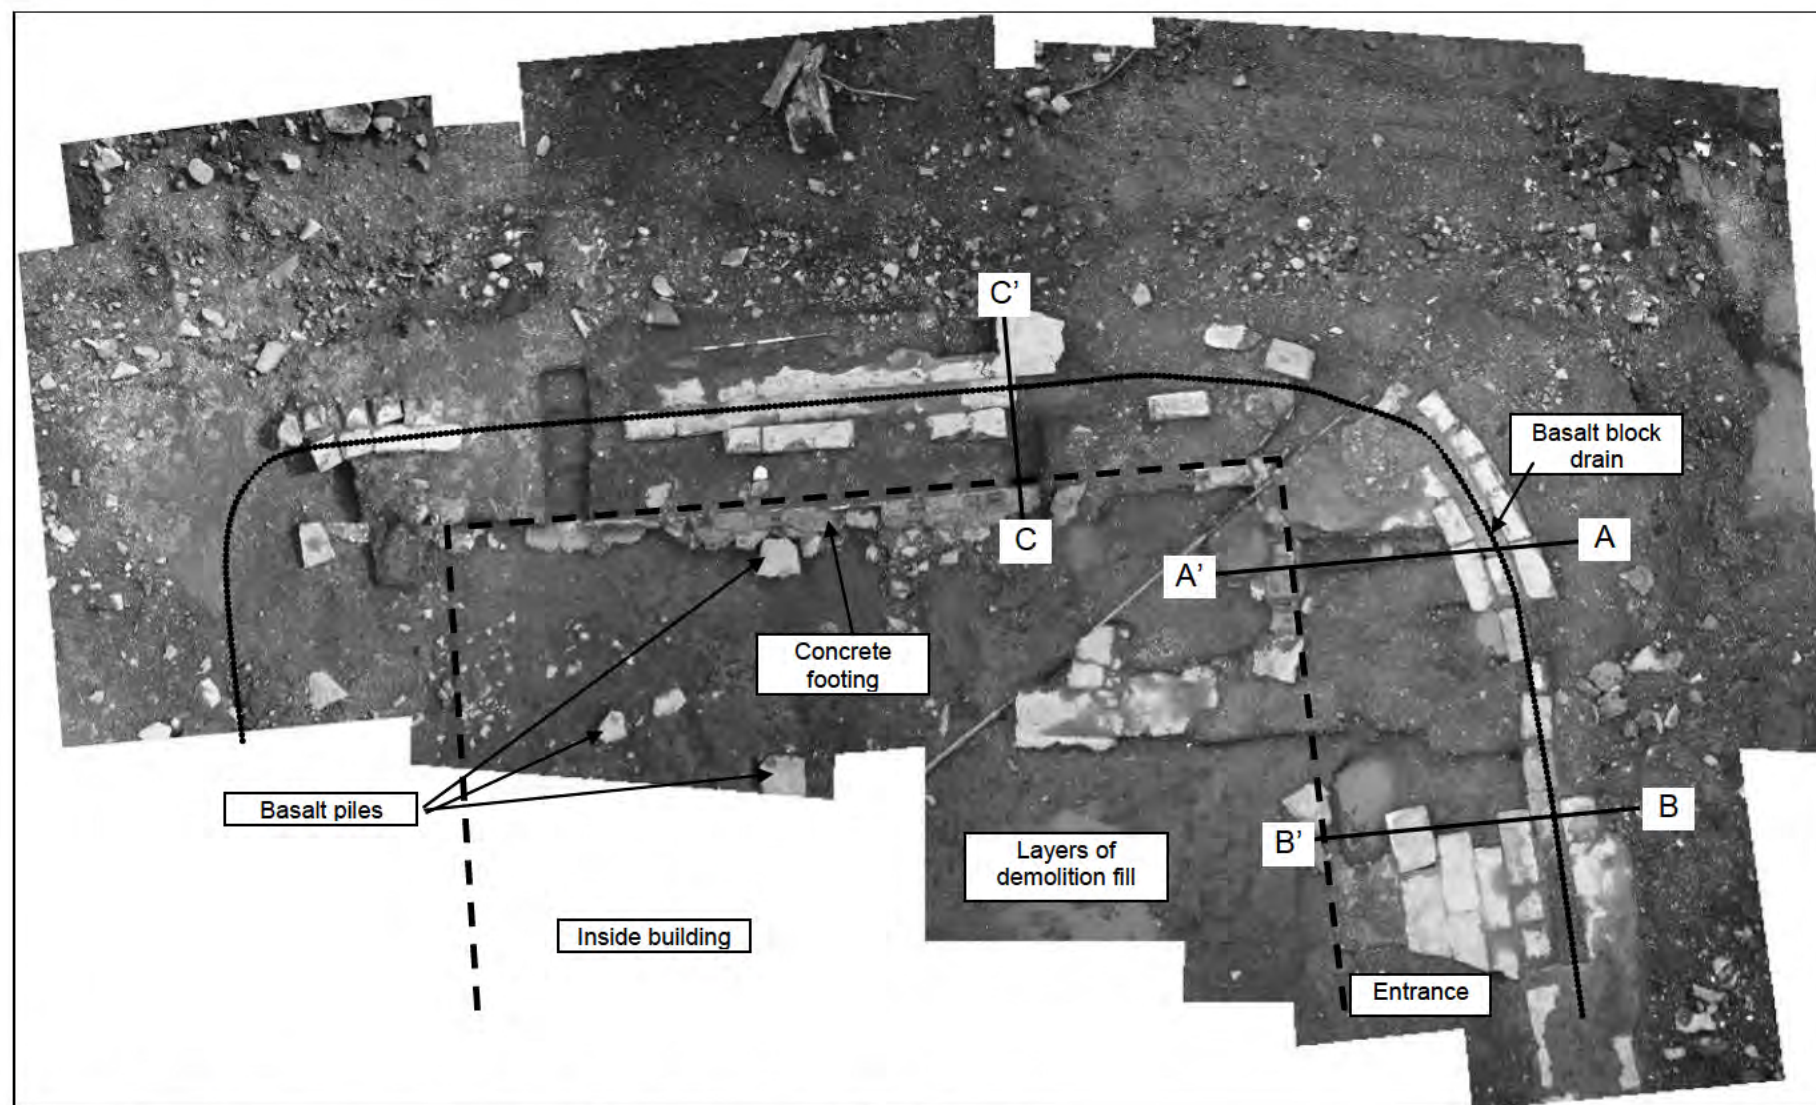 C’
Basalt block
drain
C
A’
A
Concrete
footing
Basalt piles
B’
B
Layers of
demolition fill
Inside building
Entrance